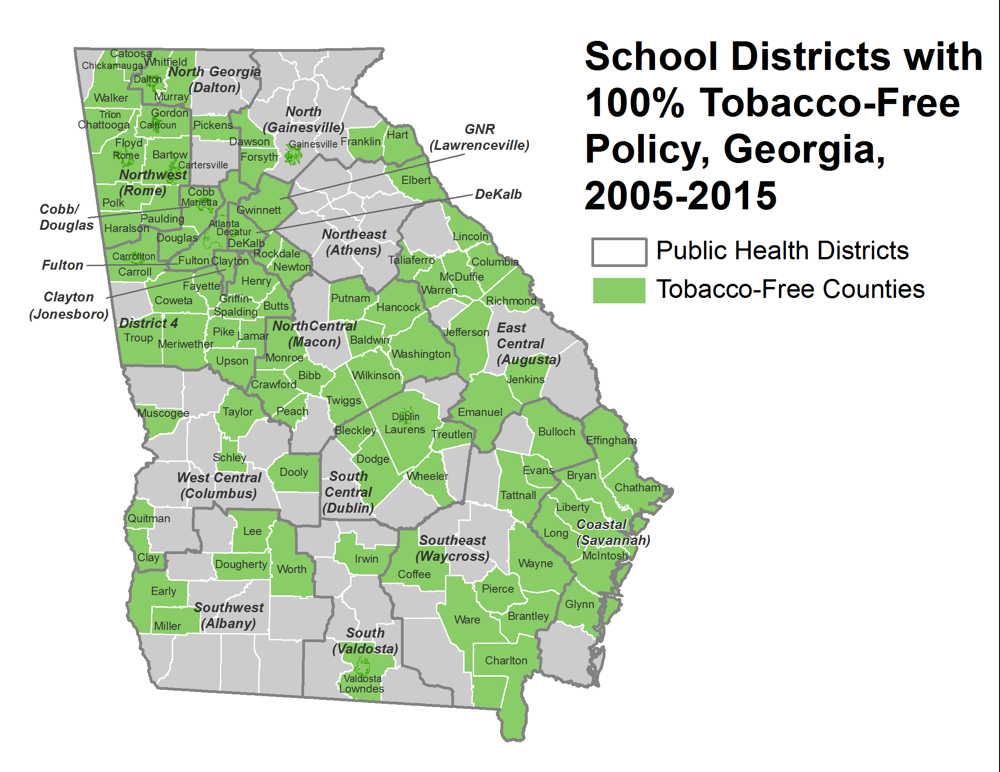 School Districts with
100% Tobacco-Free
Policy, Georgia,
2005-2015
Public Health Districts
Tobacco-Free Counties
Catoosa
Chickamauga
Whitfield
North Georgia
(Dalton)
Dalton
Walker
Murray
Trion
Chattooga
Gordon
Calhoun
Pickens
North
(Gainesville)
Dawson
Gainesville
Franklin
Hart
GNR
(Lawrenceville)
Floyd
Rome
Bartow
Cartersville
Forsyth
Northwest
(Rome)
Elbert
Cobb
Marietta
Polk
DeKalb
Cobb/
Douglas
Paulding
Haralson
Gwinnett
Atlanta
Decatur
DeKalb
Douglas
Northeast
(Athens)
Lincoln
Carrollton
Carroll
Fulton
Fulton
Clayton
Rockdale
Newton
Taliaferro
Columbia
McDuffie
Warren
Richmond
Clayton
(Jonesboro)
Fayette
Henry
Coweta
Griffin-
Spalding
Butts
Putnam
Hancock
District 4
Troup
Meriwether
Pike
Lamar
NorthCentral
(Macon)
Monroe
Baldwin
Washington
Jefferson
East
Central
(Augusta)
Upson
Bibb
Crawford
Wilkinson
Jenkins
Twiggs
Muscogee
Taylor
Peach
Dublin
Laurens
Emanuel
Bleckley
Treutlen
Bulloch
Effingham
Schley
Dodge
Dooly
Wheeler
Evans
Bryan
Chatham
West Central
(Columbus)
South
Central
(Dublin)
Tattnall
Liberty
Quitman
Lee
Coastal
(Savannah)
Long
McIntosh
Clay
Dougherty
Worth
Irwin
Southeast
(Waycross)
Coffee
Wayne
Early
Pierce
Glynn
Southwest
(Albany)
Miller
Ware
Brantley
South
(Valdosta)
Charlton
Valdosta
Lowndes